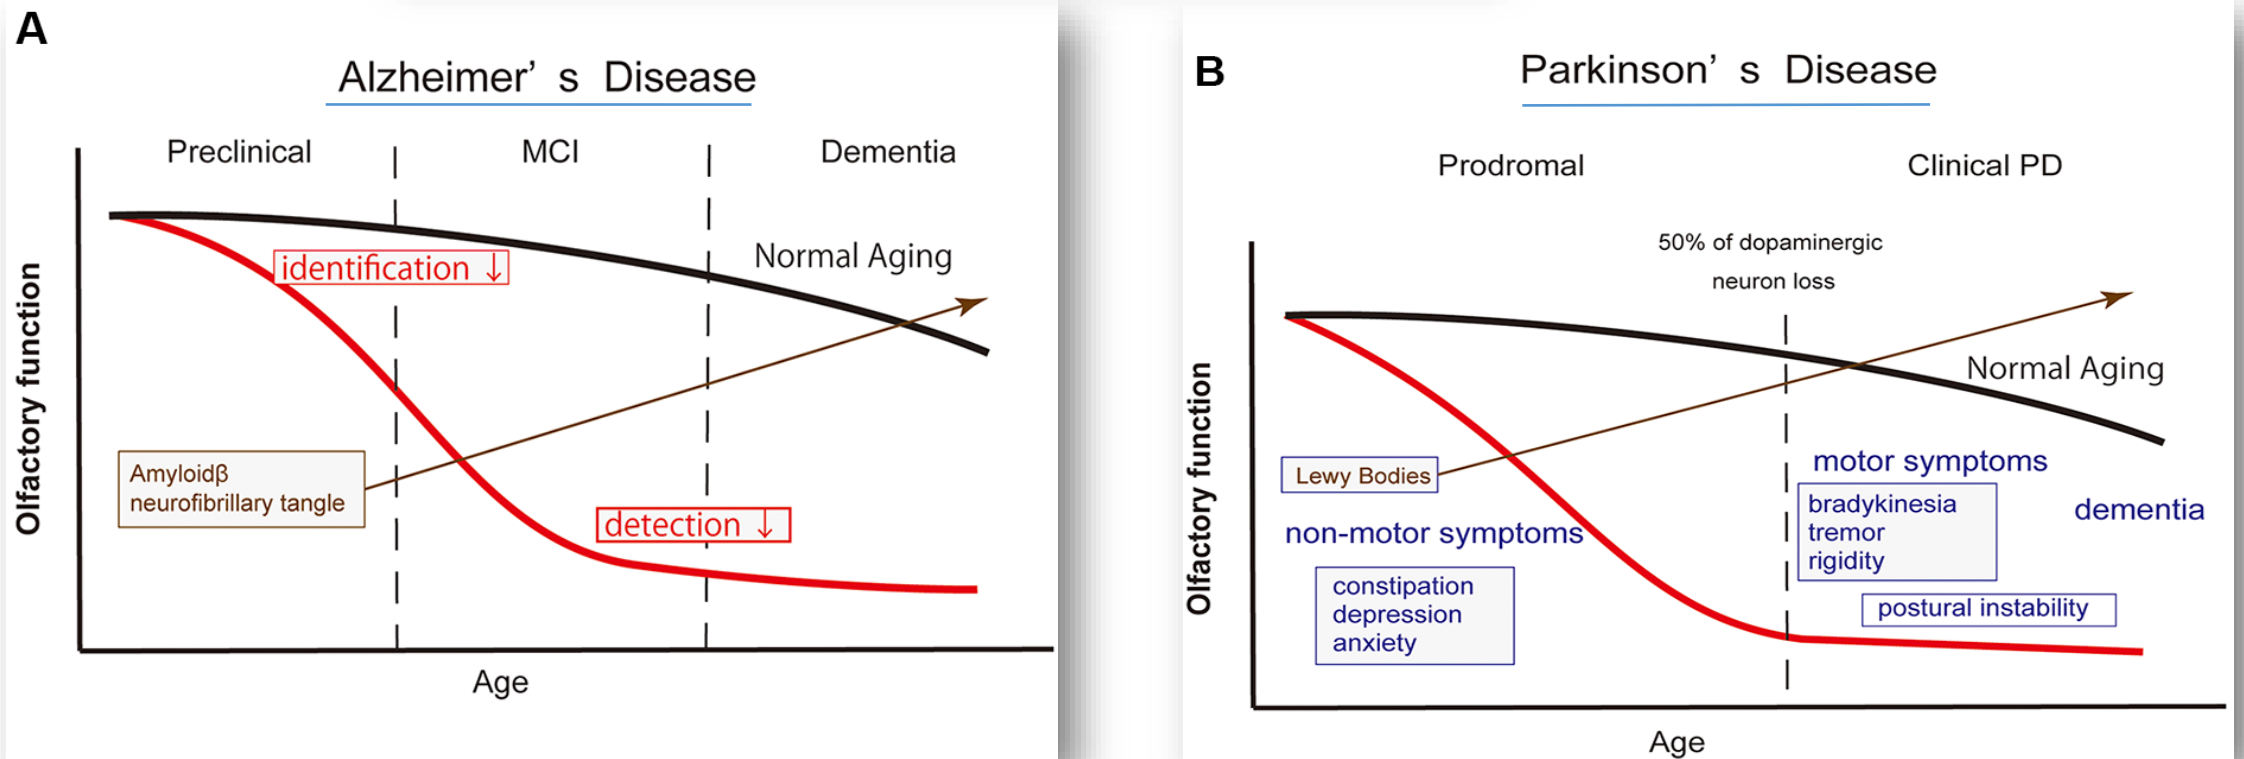 A
Alzheimer’ s Disease
Preclinical
MCI
Dementia
identification ↓
Normal Aging
Amyloidβ
neurofibrillary tangle
detection ↓
Olfactory function
Age
B
Parkinson’ s Disease
Prodromal
Clinical PD
50% of dopaminergic
neuron loss
Normal Aging
Lewy Bodies
non-motor symptoms
constipation
depression
anxiety
motor symptoms
bradykinesia
tremor
rigidity
dementia
postural instability
Olfactory function
Age